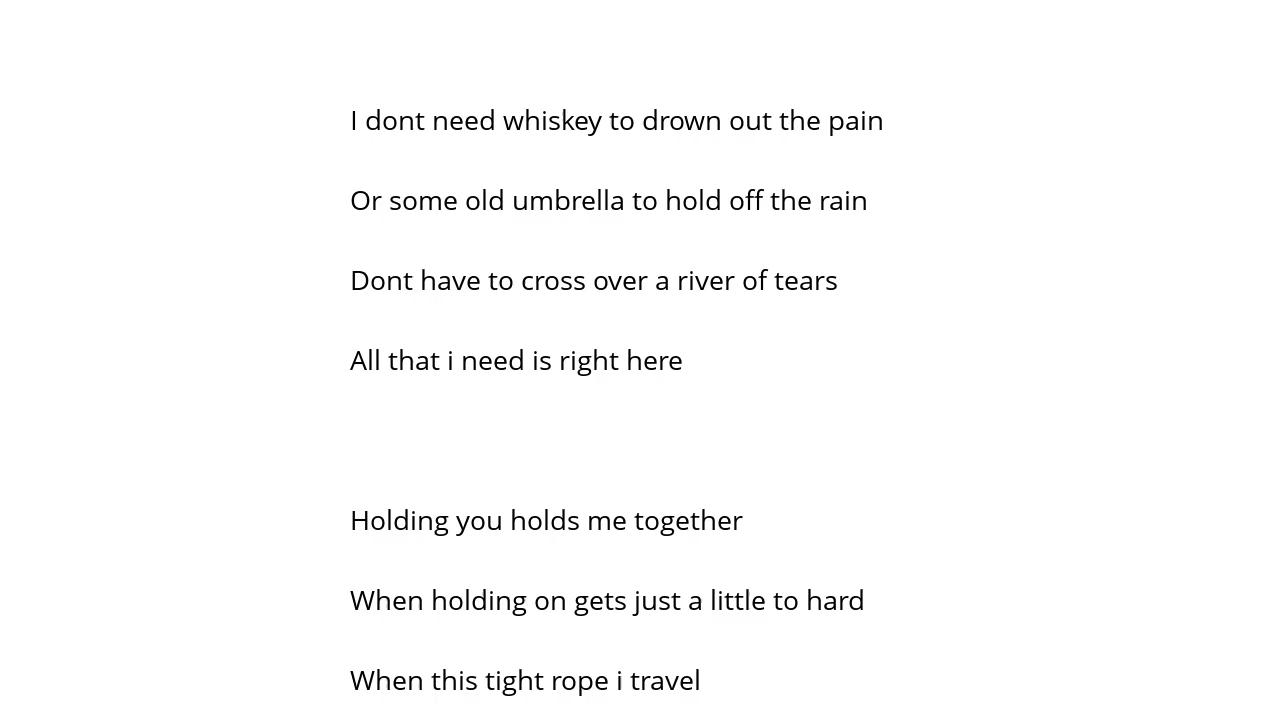 I dont need whiskey to drown out the pain
Or some old umbrella to hold off the rain
Dont have to cross over a river of tears
All that i need is right here
Holding you holds me together
When holding on gets just a little to hard
When this tight rope i travel